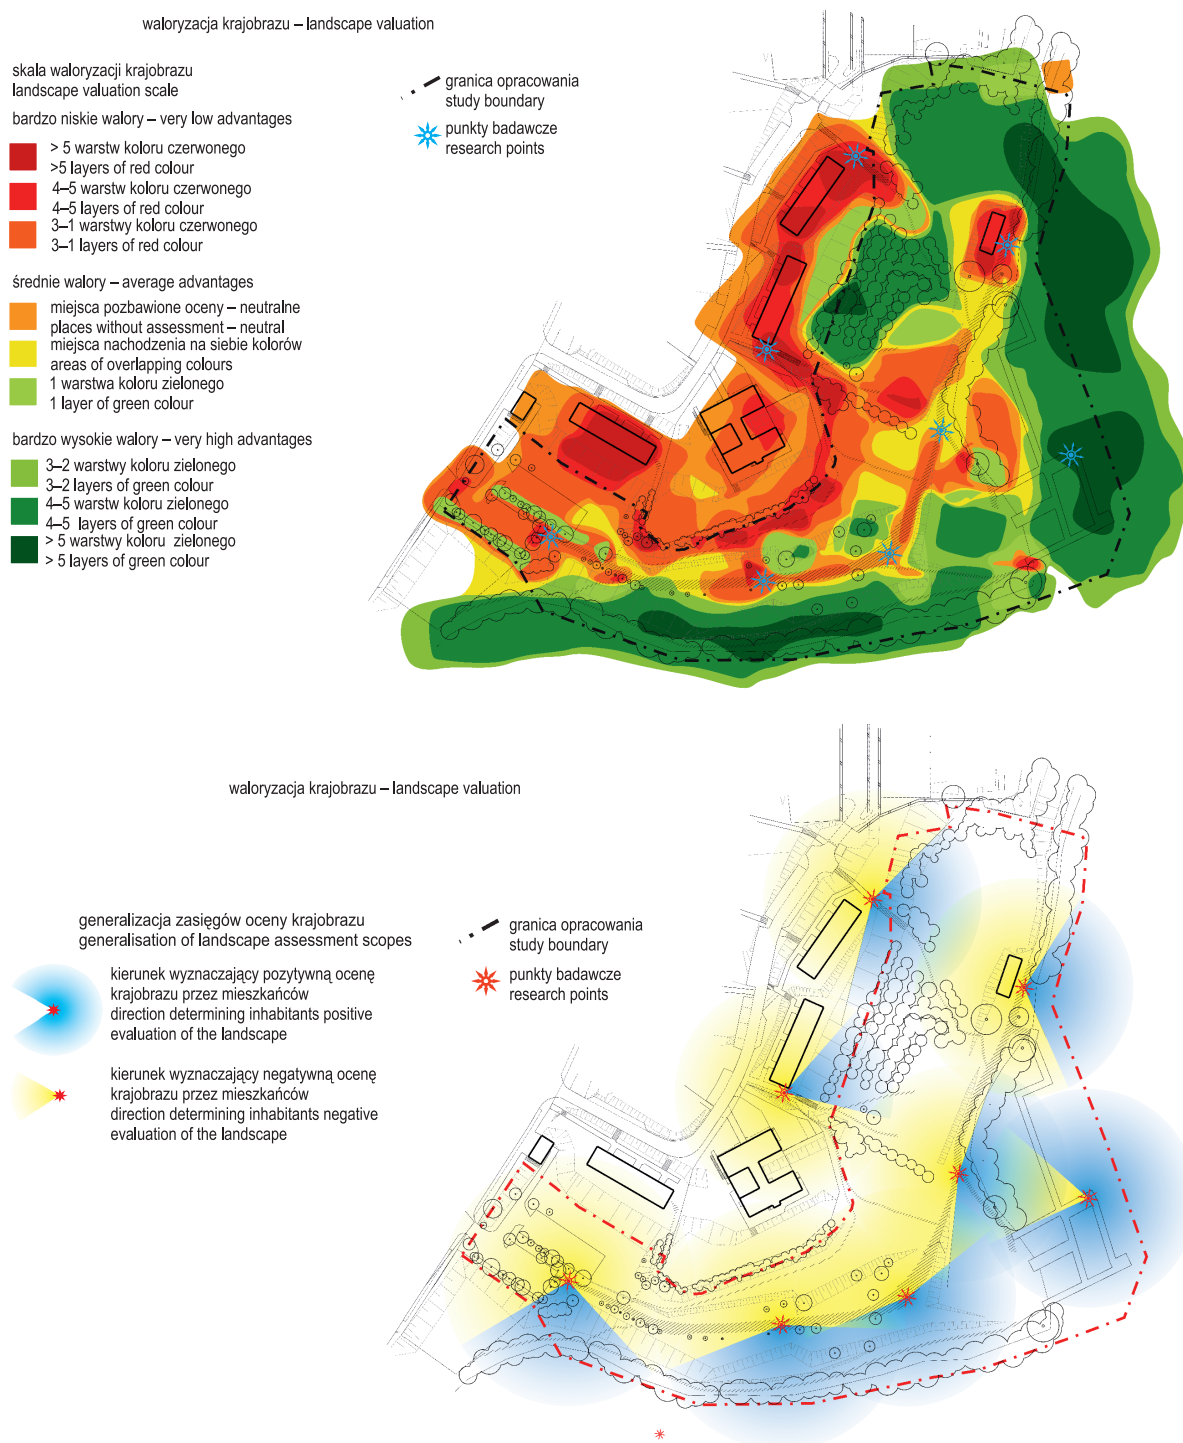 waloryzacja krajobrazu – landscape valuation
skala waloryzacji krajobrazu
landscape valuation scale
bardzo niskie walory – very low advantages
> 5 warstw koloru czerwonego
>5 layers of red colour
4–5 warstw koloru czerwonego
4–5 layers of red colour
3–1 warstwy koloru czerwonego
3–1 layers of red colour
średnie walory – average advantages
miejsca pozbawione oceny – neutralne
places without assessment – neutral
miejsca nachodzenia na siebie kolorów
areas of overlapping colours
1 warstwa koloru zielonego
1 layer of green colour
bardzo wysokie walory – very high advantages
3–2 warstwy koloru zielonego
3–2 layers of green colour
4–5 warstw koloru zielonego
4–5 layers of green colour
> 5 warstwy koloru zielonego
> 5 layers of green colour
granica opracowania
study boundary
punkty badawcze
research points
waloryzacja krajobrazu – landscape valuation
generalizacja zasięgów oceny krajobrazu
generalisation of landscape assessment scopes
kierunek wyznaczający pozytywną ocenę
krajobrazu przez mieszkańców
direction determining inhabitants positive
evaluation of the landscape
kierunek wyznaczający negatywną ocenę
krajobrazu przez mieszkańców
direction determining inhabitants negative
evaluation of the landscape
granica opracowania
study boundary
punkty badawcze
research points